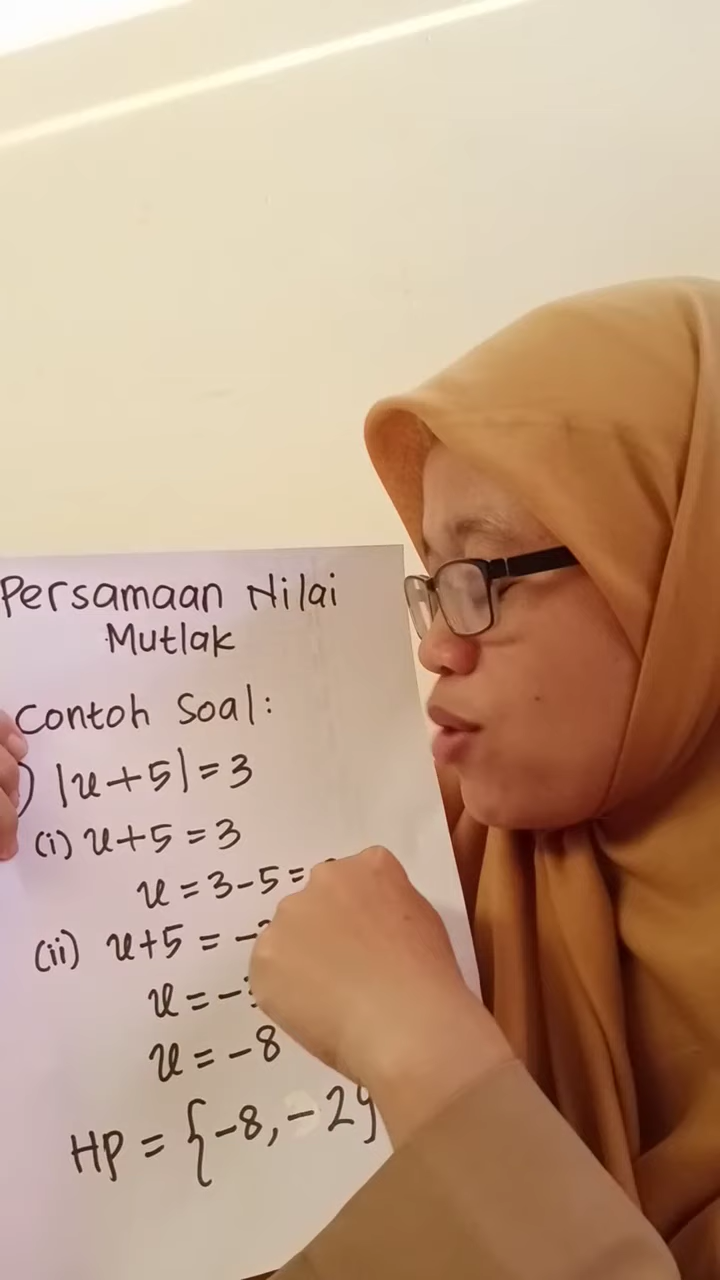 Persamaan Nilai
Mutlak
Contoh Soal:
) |x+5| = 3
(i) x+5 = 3
x = 3-5 =
(ii) x+5 = -
x = -
x = -8
HP = {-8, -2}